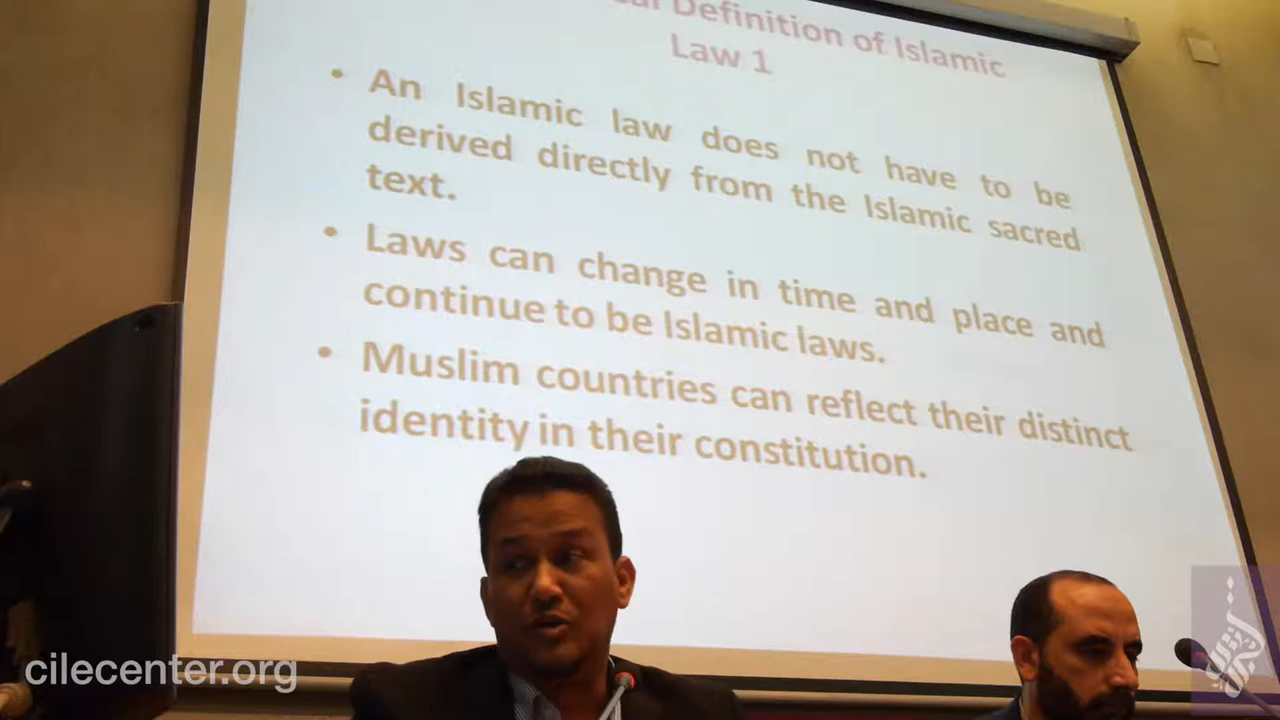 Definition of Islamic
Law 1
• An Islamic law does not have to be
derived directly from the Islamic sacred
text.
• Laws can change in time and place and
continue to be Islamic laws.
• Muslim countries can reflect their distinct
identity in their constitution.
cilecenter.org